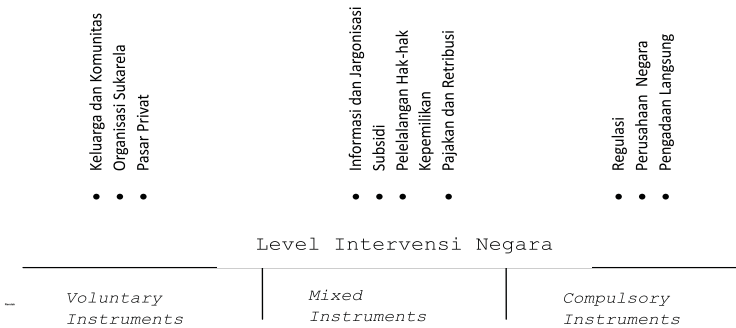 Keluarga dan Komunitas
Organisasi Sukarela
Pasar Privat
Informasi dan Jargonisasi
Subsidi
Pelelalangan Hak-hak
Kepemilikan
Pajakan dan Retribusi
Regulasi
Perusahaan Negara
Pengadaan Langsung
Level Intervensi Negara
Voluntary
Instruments
Mixed
Instruments
Compulsory
Instruments